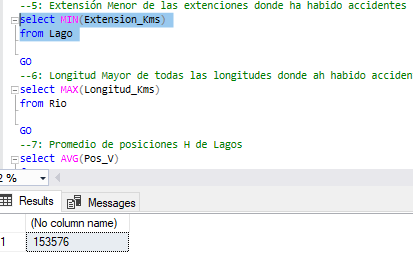 --5: Extensión Menor de las extenciones donde ha habido accidentes
select MIN(Extension_Kms)
from Lago
GO
--6: Longitud Mayor de todas las longitudes donde ah habido acciden
select MAX(Longitud_Kms)
from Rio
GO
--7: Promedio de posiciones H de Lagos
select AVG(Pos_V)
2 %
Results Messages
(No column name)
1 153576